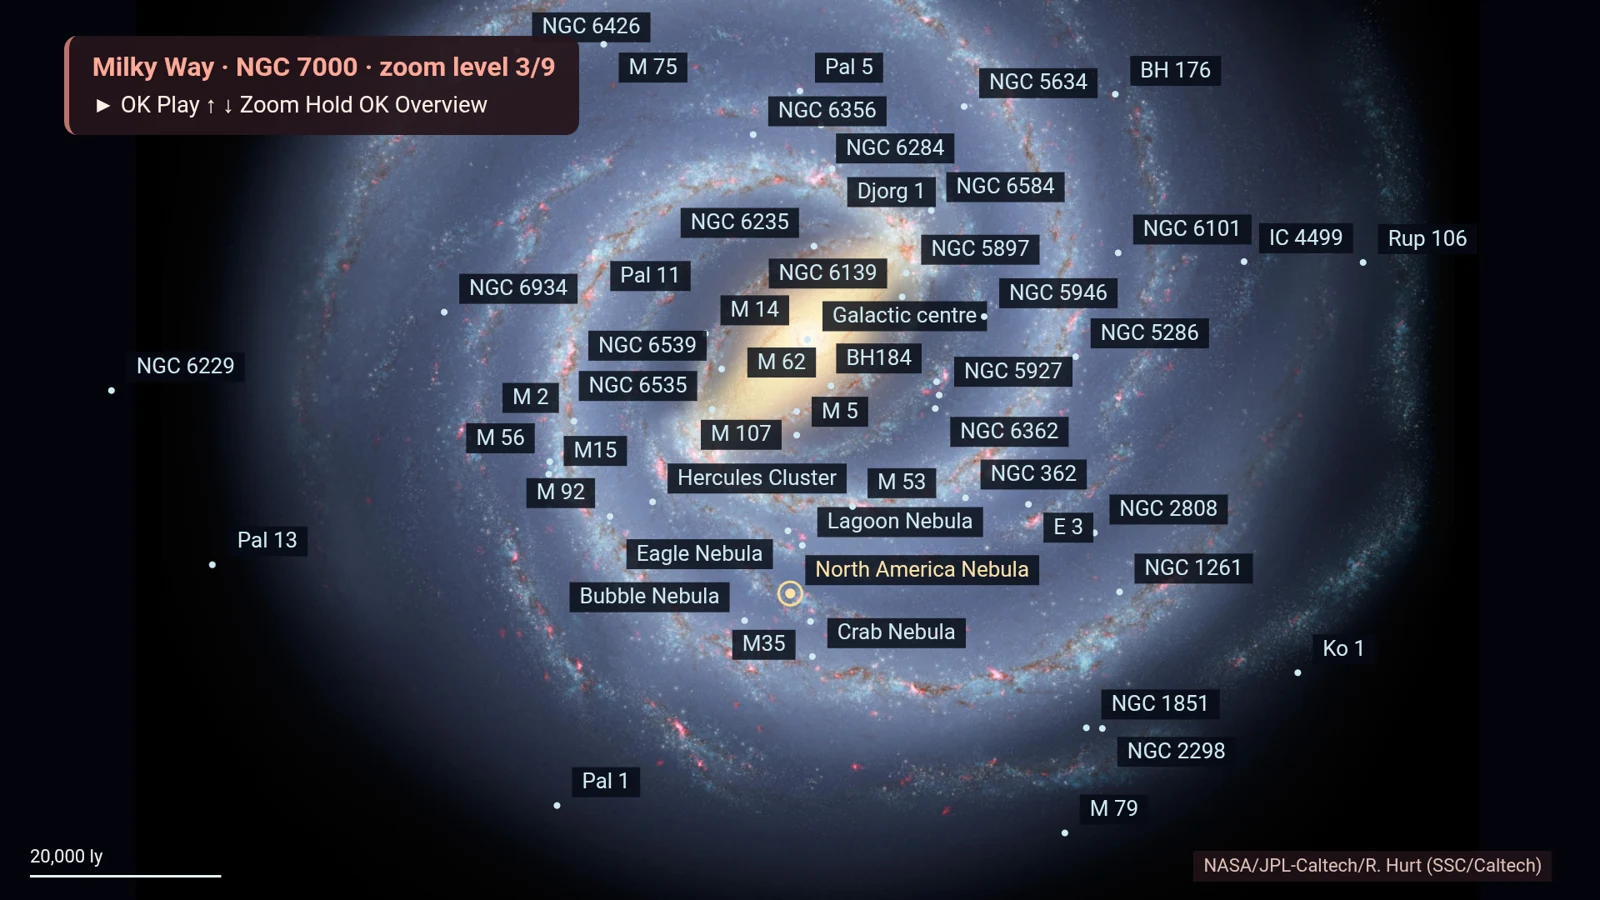 NGC 6426
Milky Way · NGC 7000 · zoom level 3/9
► OK Play ↑ ↓ Zoom Hold OK Overview
M 75
Pal 5
NGC 5634
BH 176
NGC 6356
NGC 6284
Djorg 1
NGC 6584
NGC 6235
NGC 6101
IC 4499
Rup 106
NGC 5897
NGC 6934
Pal 11
NGC 6139
NGC 5946
M 14
Galactic centre
NGC 5286
NGC 6539
NGC 6229
M 62
BH184
NGC 5927
NGC 6535
M 2
M 5
M 56
M15
M 107
NGC 6362
Hercules Cluster
M 53
NGC 362
M 92
NGC 2808
Lagoon Nebula
E 3
Pal 13
Eagle Nebula
North America Nebula
NGC 1261
Bubble Nebula
Crab Nebula
M35
Ko 1
NGC 1851
NGC 2298
Pal 1
M 79
20,000 ly
NASA/JPL-Caltech/R. Hurt (SSC/Caltech)